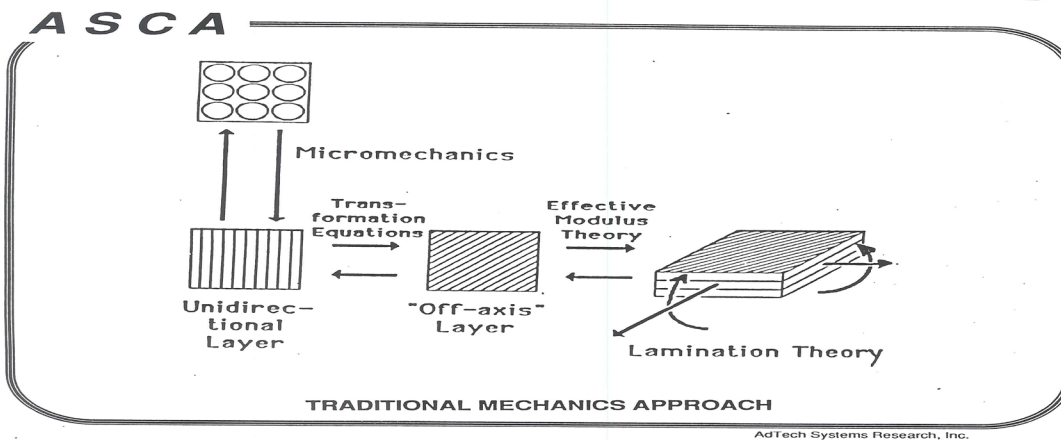 ASCA
Micromechanics
Trans-
formation
Equations
Effective
Modulus
Theory
Unidirec-
tional
Layer
"Off-axis"
Layer
Lamination Theory
TRADITIONAL MECHANICS APPROACH
AdTech Systems Research, Inc.